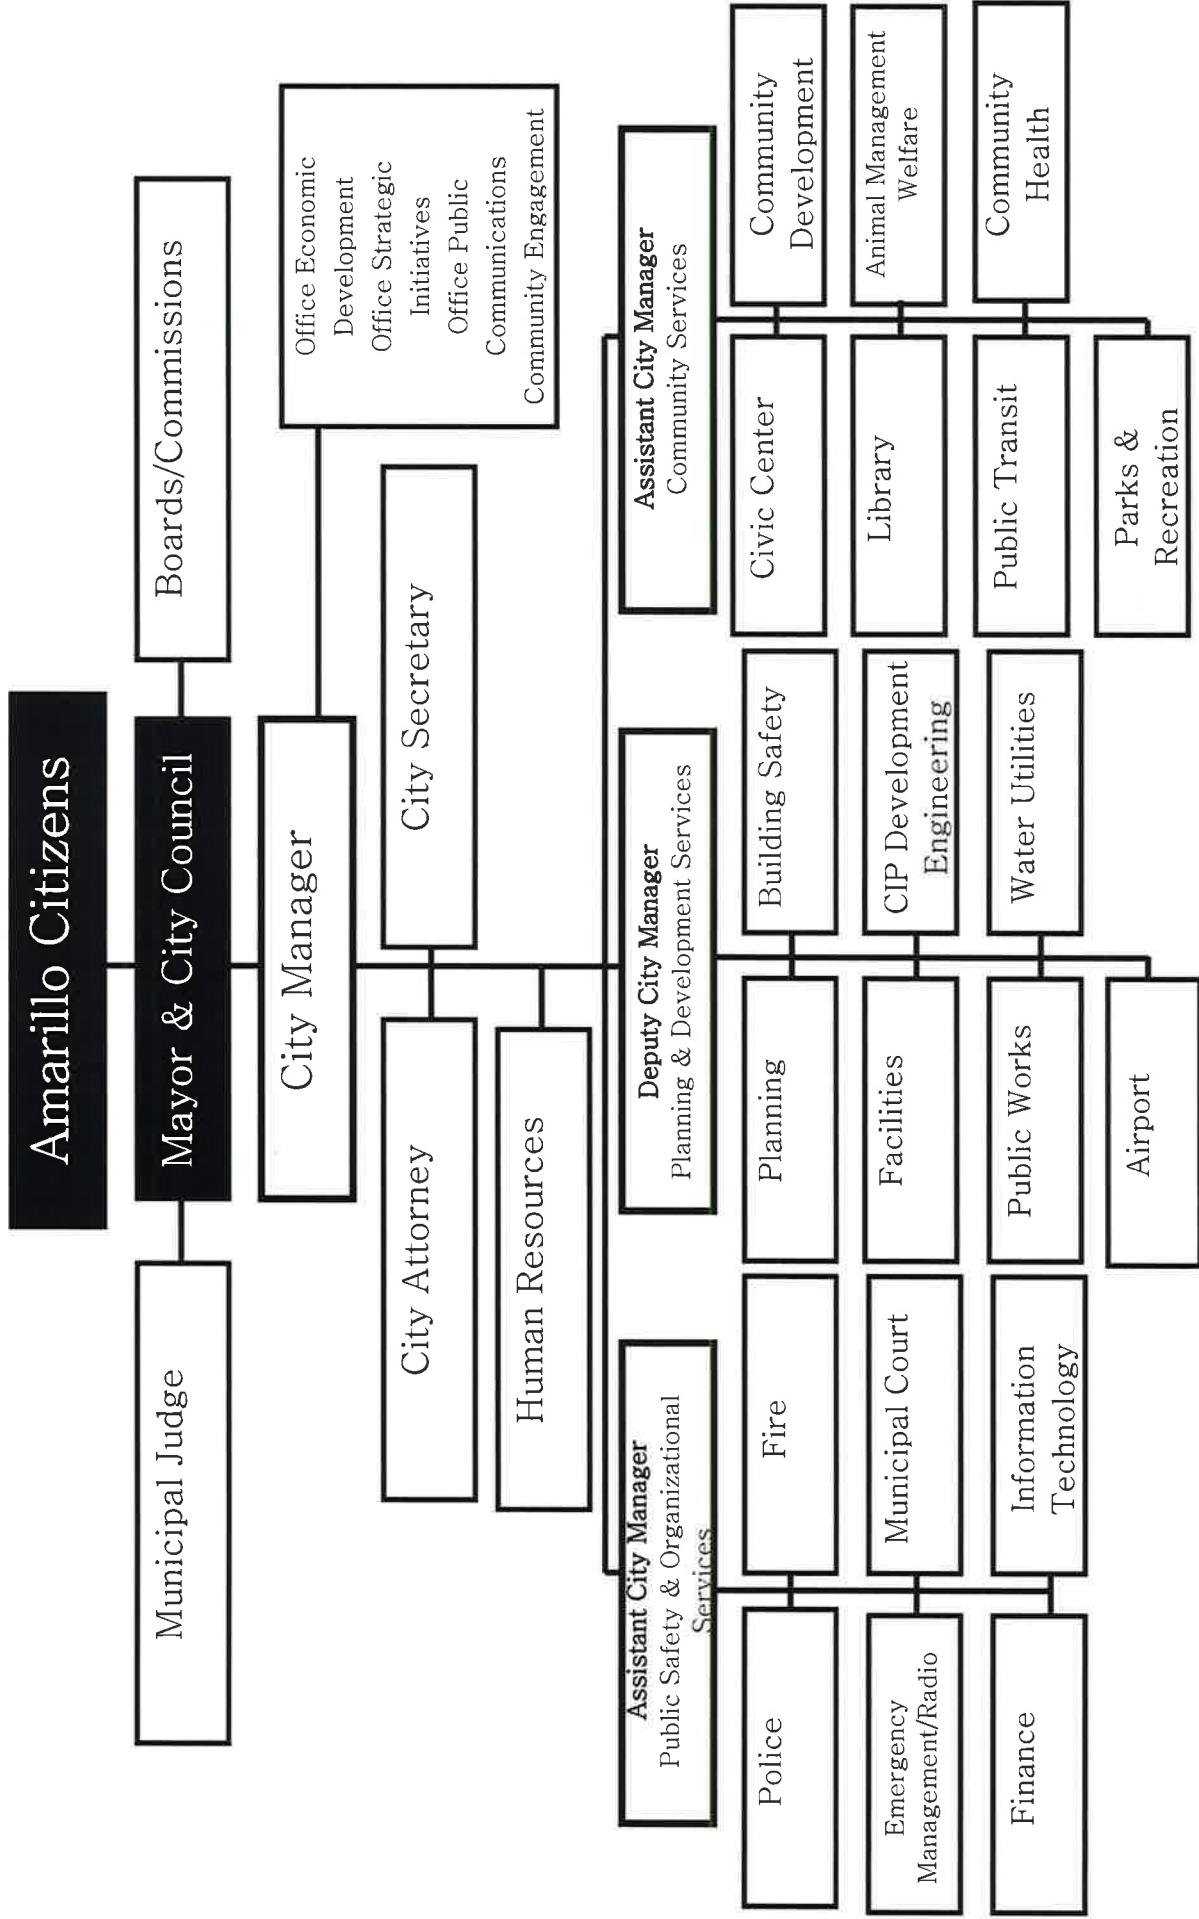 Amarillo Citizens
Municipal Judge
Mayor & City Council
Boards/Commissions
City Manager
Office Economic
Development
Office Strategic
Initiatives
Office Public
Communications
Community Engagement
City Attorney
City Secretary
Human Resources
Assistant City Manager
Public Safety & Organizational
Services
Deputy City Manager
Planning & Development Services
Assistant City Manager
Community Services
Police
Fire
Emergency
Management/Radio
Municipal Court
Finance
Information
Technology
Planning
Building Safety
Facilities
CIP Development
Engineering
Public Works
Water Utilities
Airport
Civic Center
Community
Development
Library
Animal Management
Welfare
Public Transit
Community
Health
Parks &
Recreation